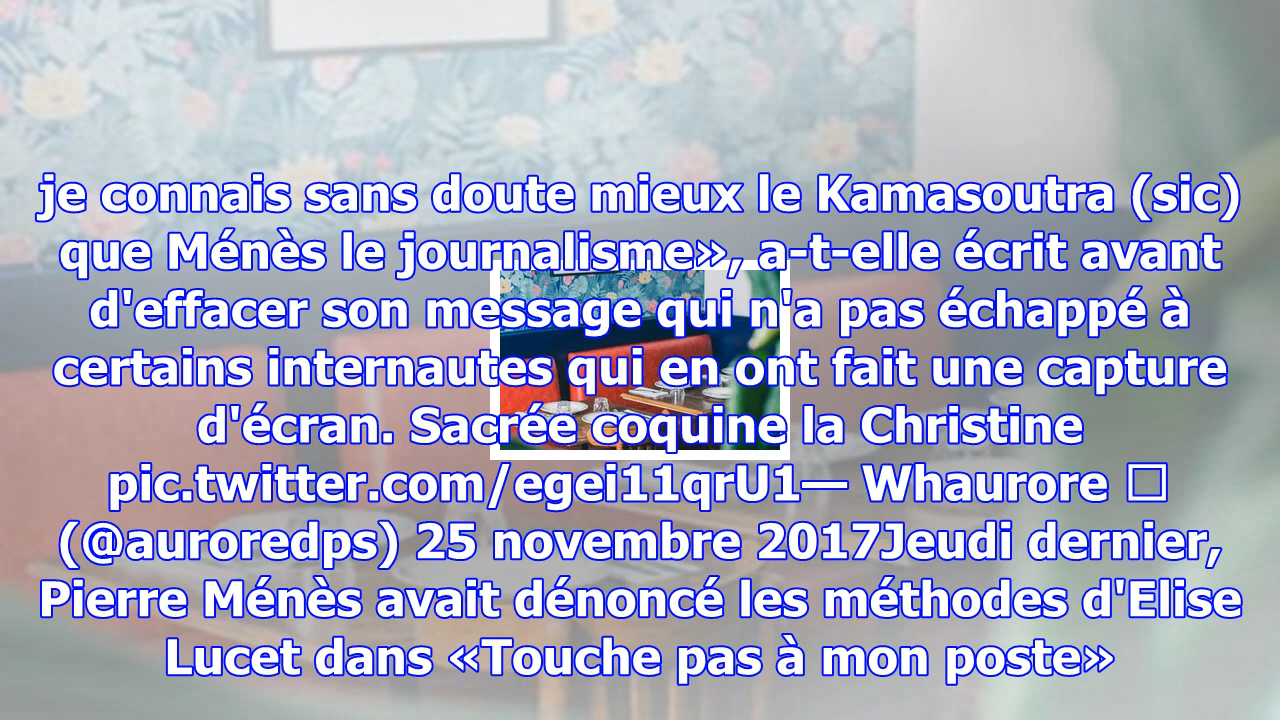 je connais sans doute mieux le Kamasoutra (sic)
que Ménès le journalisme», a-t-elle écrit avant
d'effacer son message qui n'a pas échappé à
certains internautes qui en ont fait une capture
d'écran. Sacrée coquine la Christine
pic.twitter.com/egei11qrU1— Whaurore □
(@auroredps) 25 novembre 2017Jeudi dernier,
Pierre Ménès avait dénoncé les méthodes d'Elise
Lucet dans «Touche pas à mon poste»